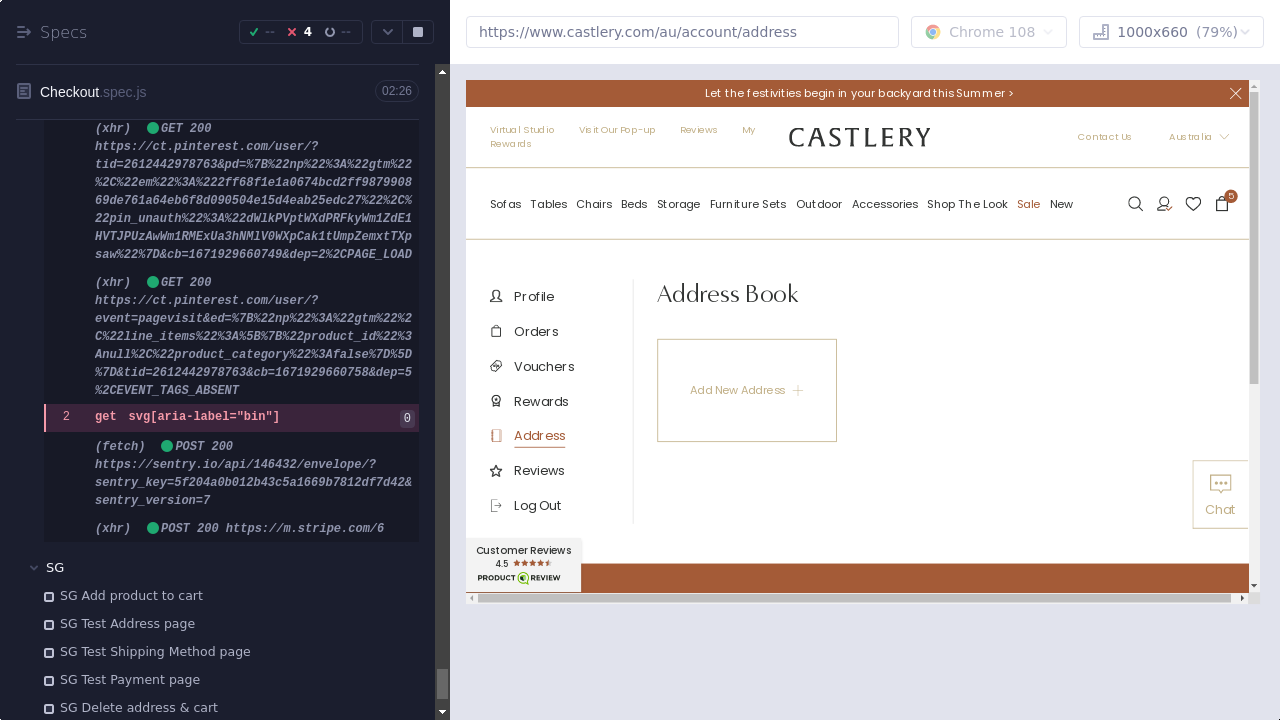 Specs
--
4
--
Checkout.spec.js
02:26
(xhr) GET 200
https://ct.pinterest.com/user/?
tid=2612442978763&pd=%7B%22np%22%3A%22gtm%22
%2C%22em%22%3A%222ff68f1e1a0674bcd2ff9879908
69de761a64eb6f8d090504e15d4eab25edc27%22%2C%
22pin_unauth%22%3A%22dWlkPVptWXdPRFkyWm1ZdE1
HVTJPUzAwWm1RMExUa3hNMlV0WXpCak1tUmpZemxtTXp
saw%22%7D&cb=1671929660749&dep=2%2CPAGE_LOAD
(xhr) GET 200
https://ct.pinterest.com/user/?
event=pagevisit&ed=%7B%22np%22%3A%22gtm%22%2
C%22line_items%22%3A%5B%7B%22product_id%22%3
Anull%2C%22product_category%22%3Afalse%7D%5D
%7D&tid=2612442978763&cb=1671929660758&dep=5
%2CEVENT_TAGS_ABSENT
2 get svg[aria-label="bin"] 0
(fetch) POST 200
https://sentry.io/api/146432/envelope/?
sentry_key=5f204a0b012b43c5a1669b7812df7d42&
sentry_version=7
(xhr) POST 200 https://m.stripe.com/6
SG
SG Add product to cart
SG Test Address page
SG Test Shipping Method page
SG Test Payment page
SG Delete address & cart
https://www.castlery.com/au/account/address
Chrome 108
1000x660 (79%)
Let the festivities begin in your backyard this Summer >
Virtual Studio Visit Our Pop-up Reviews My
Rewards
CASTLERY
Contact Us Australia
Sofas Tables Chairs Beds Storage Furniture Sets Outdoor Accessories Shop The Look Sale New
5
Profile
Orders
Vouchers
Rewards
Address
Reviews
Log Out
Address Book
Add New Address
Chat
Customer Reviews
4.5
PRODUCT REVIEW